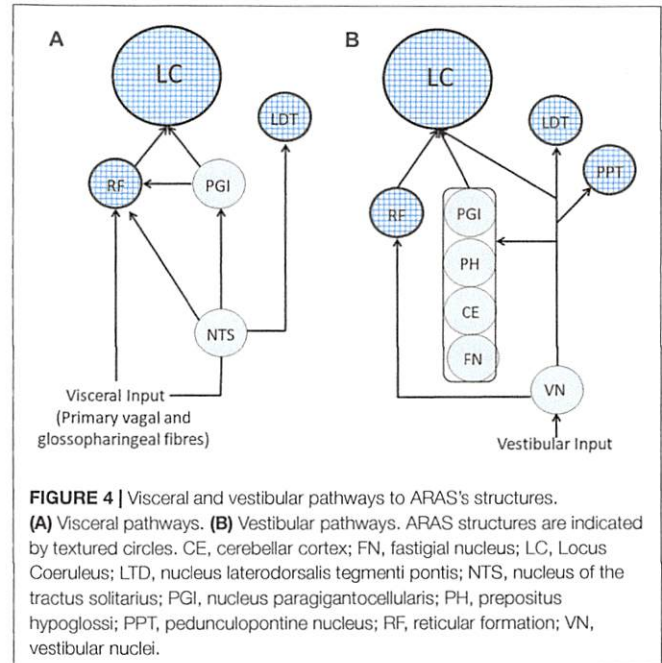 A
LC
LDT
RF
PGI
NTS
Visceral Input
(Primary vagal and
glossopharingeal fibres)
B
LC
LDT
PPT
RF
PGI
PH
CE
FN
VN
Vestibular Input
FIGURE 4 | Visceral and vestibular pathways to ARAS's structures.
(A) Visceral pathways. (B) Vestibular pathways. ARAS structures are indicated
by textured circles. CE, cerebellar cortex; FN, fastigial nucleus; LC, Locus
Coeruleus; LTD, nucleus laterodorsalis tegmenti pontis; NTS, nucleus of the
tractus solitarius; PGI, nucleus paragigantocellularis; PH, prepositus
hypoglossi; PPT, pedunculopontine nucleus; RF, reticular formation; VN,
vestibular nuclei.